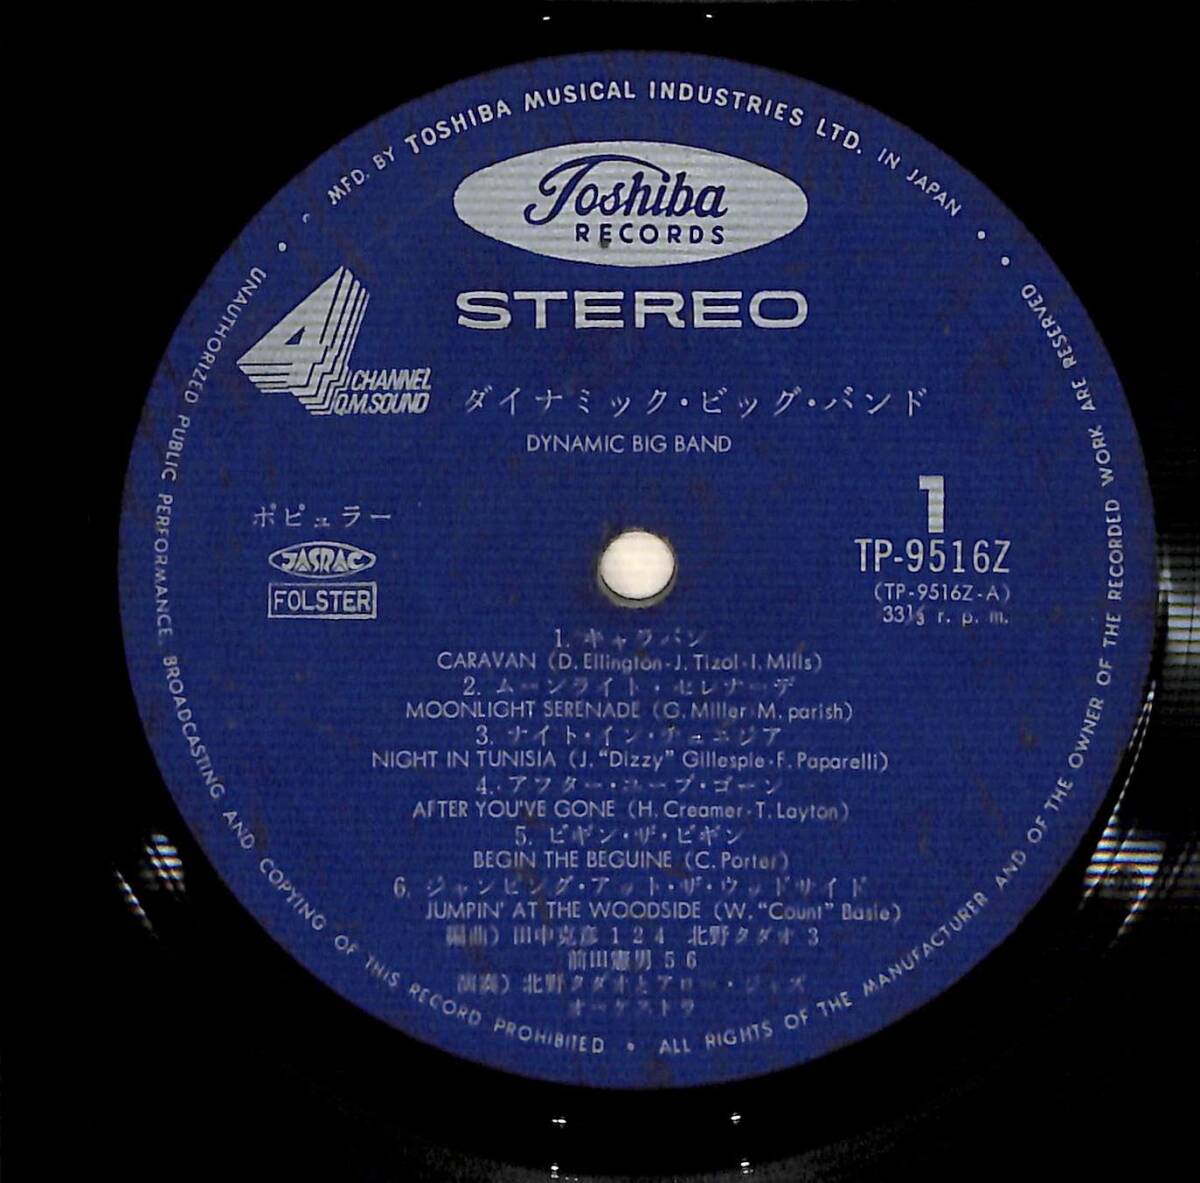 MFD. BY TOSHIBA MUSICAL INDUSTRIES LTD. IN JAPAN
Toshiba
RECORDS
STEREO
4 CHANNEL
Q.M.SOUND
ダイナミック・ビッグ・バンド
DYNAMIC BIG BAND
ポピュラー
JASRAC
FOLSTER
1
TP-9516Z
(TP-9516Z-A)
33⅓ r. p. m.
1. キャラバン
CARAVAN (D. Ellington・J. Tizol・I. Mills)
2. ムーンライト・セレナーデ
MOONLIGHT SERENADE (G. Miller・M. parish)
3. ナイト・イン・チュニジア
NIGHT IN TUNISIA (J. "Dizzy" Gillespie・F. Paparelli)
4. アフター・ユーブ・ゴーン
AFTER YOU'VE GONE (H. Creamer・T. Layton)
5. ビギン・ザ・ビギン
BEGIN THE BEGUINE (C. Porter)
6. ジャンピング・アット・ザ・ウッドサイド
JUMPIN' AT THE WOODSIDE (W. "Count" Basie)
編曲) 田中克彦 1 2 4 北野タダオ 3
前田憲男 5 6
演奏) 北野タダオとアロー・ジャズ
オーケストラ
UNAUTHORIZED PUBLIC PERFORMANCE, BROADCASTING AND COPYING OF THIS RECORD PROHIBITED • ALL RIGHTS OF THE MANUFACTURER AND OF THE OWNER OF THE RECORDED WORK ARE RESERVED